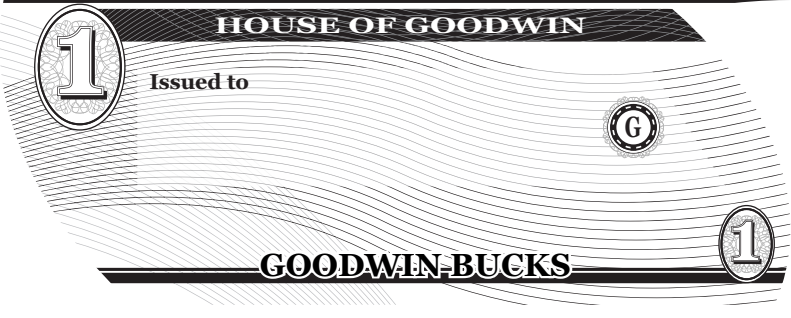 HOUSE OF GOODWIN
1
Issued to
G
1
GOODWIN BUCKS